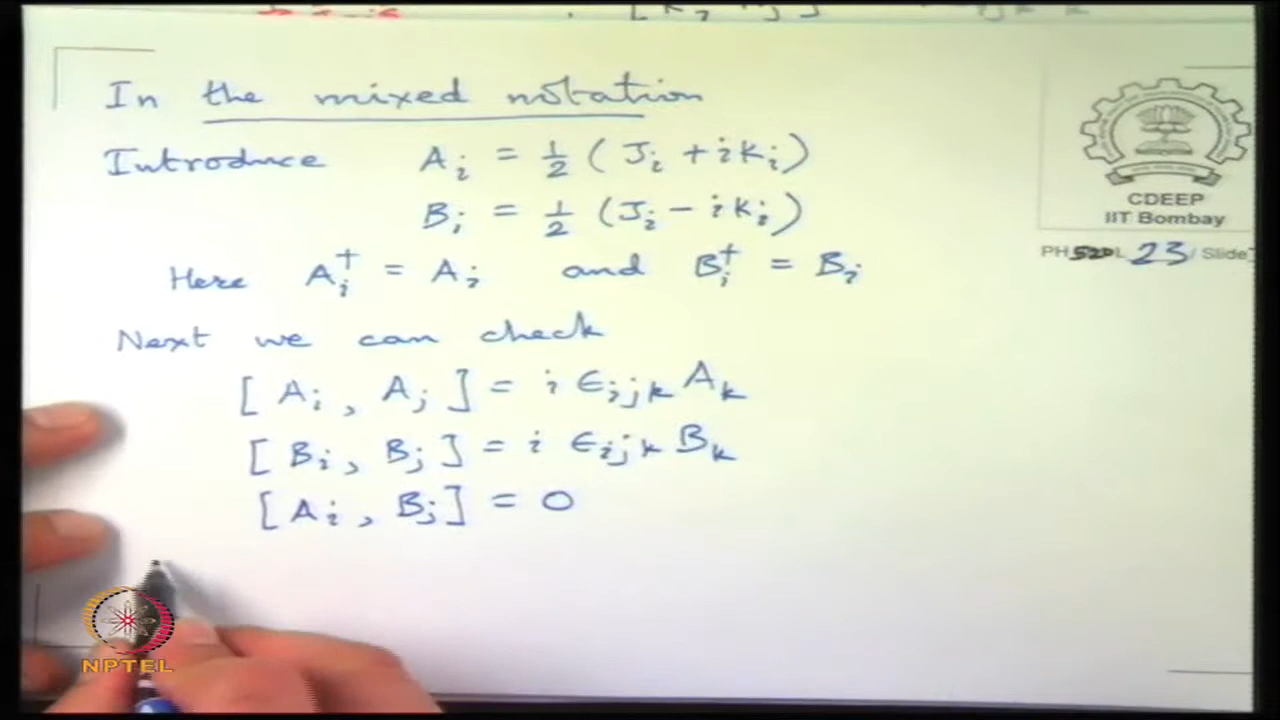 In the mixed notation
Introduce A_i = 1/2 ( J_i + i K_i )
B_i = 1/2 ( J_i - i K_i )
Here A_i^† = A_i and B_i^† = B_i
Next we can check
[ A_i , A_j ] = i ϵ_ijk A_k
[ B_i , B_j ] = i ϵ_ijk B_k
[ A_i , B_j ] = 0
CDEEP
IIT Bombay
PH 520 L 23 / Slide
NPTEL